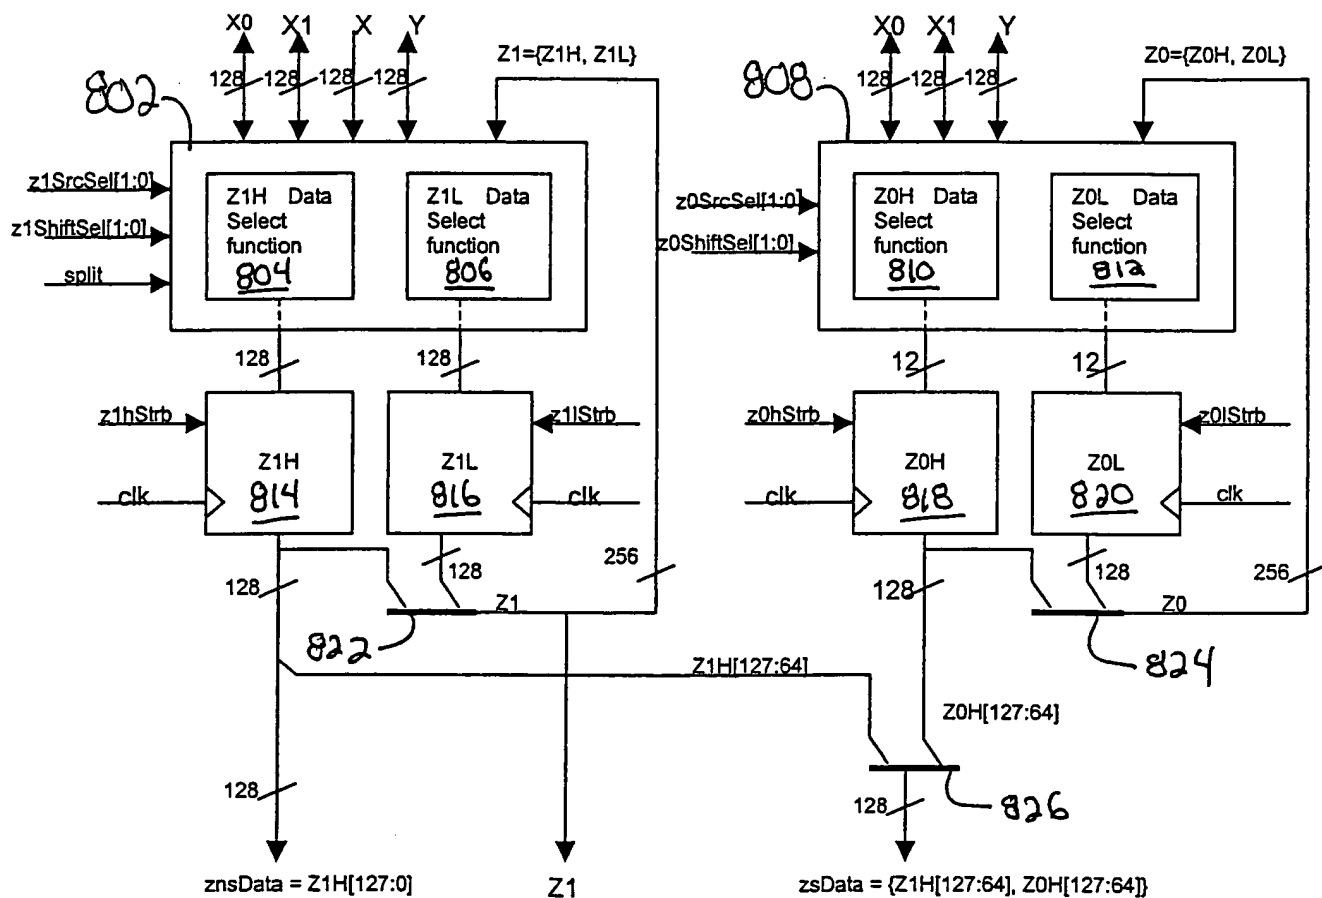 X0 X1 X Y
Z1={Z1H, Z1L}
X0 X1 Y
Z0={Z0H, Z0L}
128 128 128 128
128 128 128
802
808
z1SrcSel[1:0]
z1ShiftSel[1:0]
split
Z1H Data
Select
function
804
Z1L Data
Select
function
806
z0SrcSel[1:0]
z0ShiftSel[1:0]
Z0H Data
Select
function
810
Z0L Data
Select
function
812
128
128
12
12
z1hStrb
z1lStrb
z0hStrb
z0lStrb
Z1H
814
Z1L
816
Z0H
818
Z0L
820
clk
clk
clk
clk
128
128
256
128
128
256
Z1
Z0
822
824
Z1H[127:64]
Z0H[127:64]
128
128
826
znsData = Z1H[127:0]
Z1
zsData = {Z1H[127:64], Z0H[127:64]}